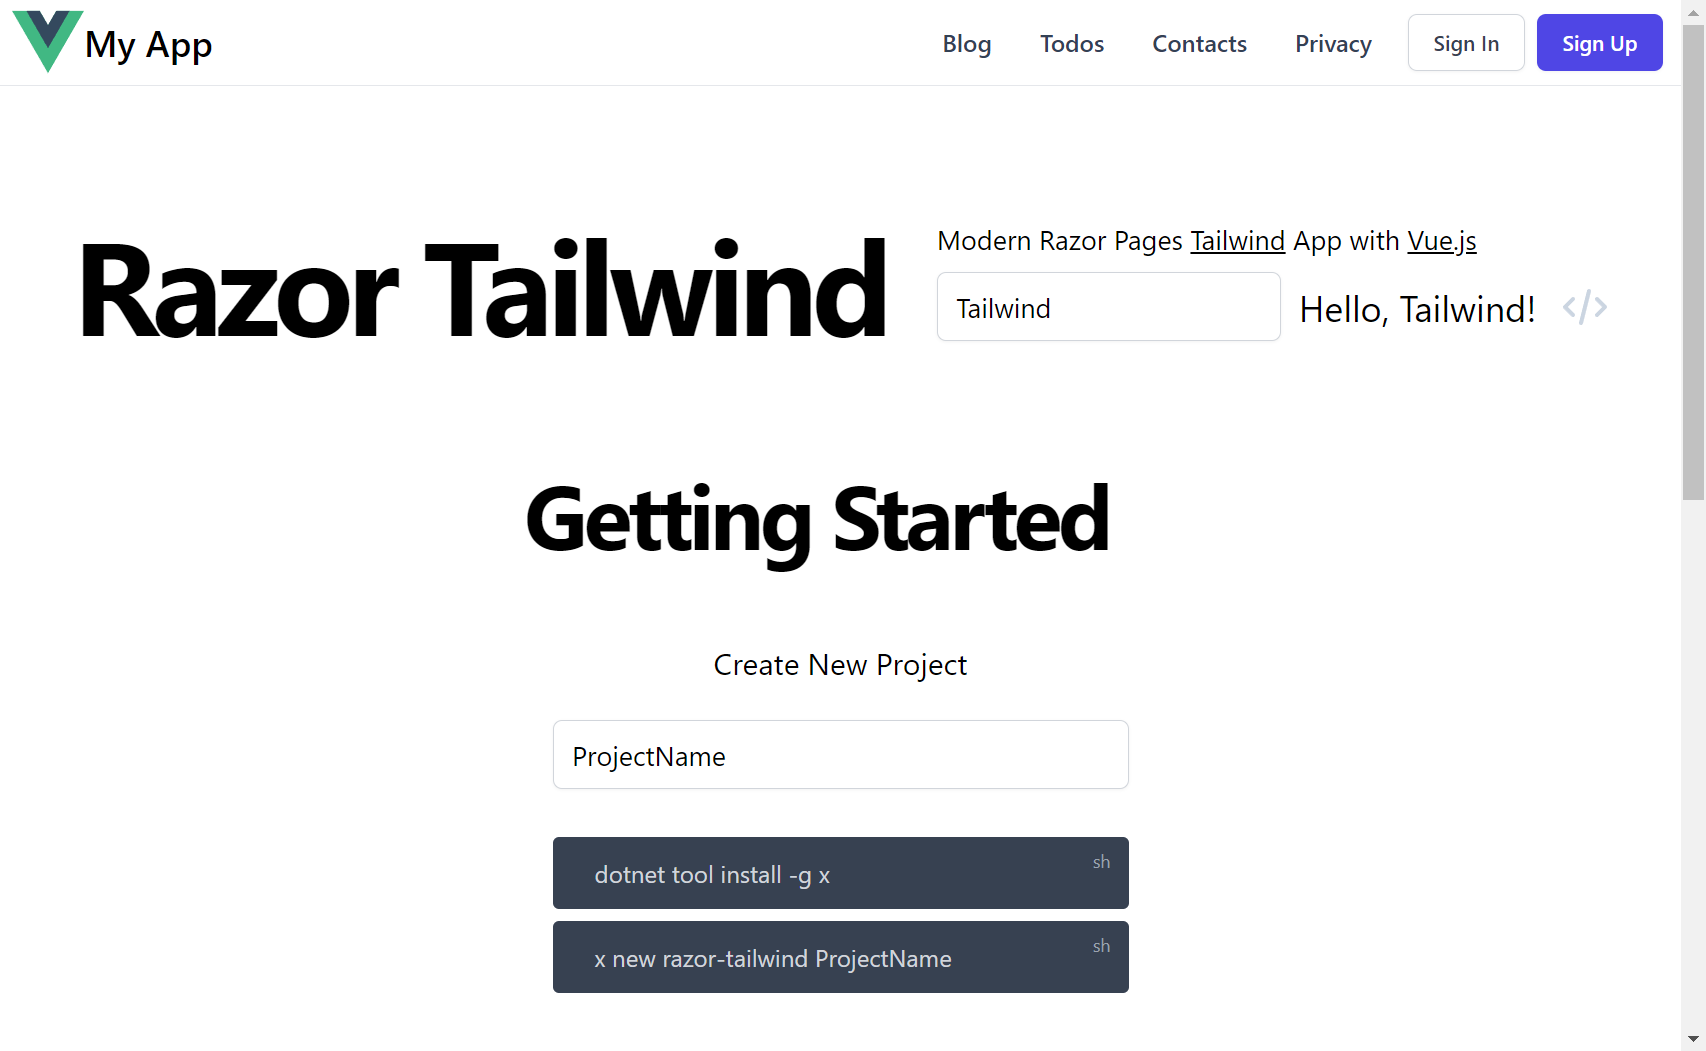 My App
Blog Todos Contacts Privacy Sign In Sign Up
Razor Tailwind
Modern Razor Pages Tailwind App with Vue.js
Tailwind Hello, Tailwind! </>
Getting Started
Create New Project
ProjectName
sh
dotnet tool install -g x
sh
x new razor-tailwind ProjectName